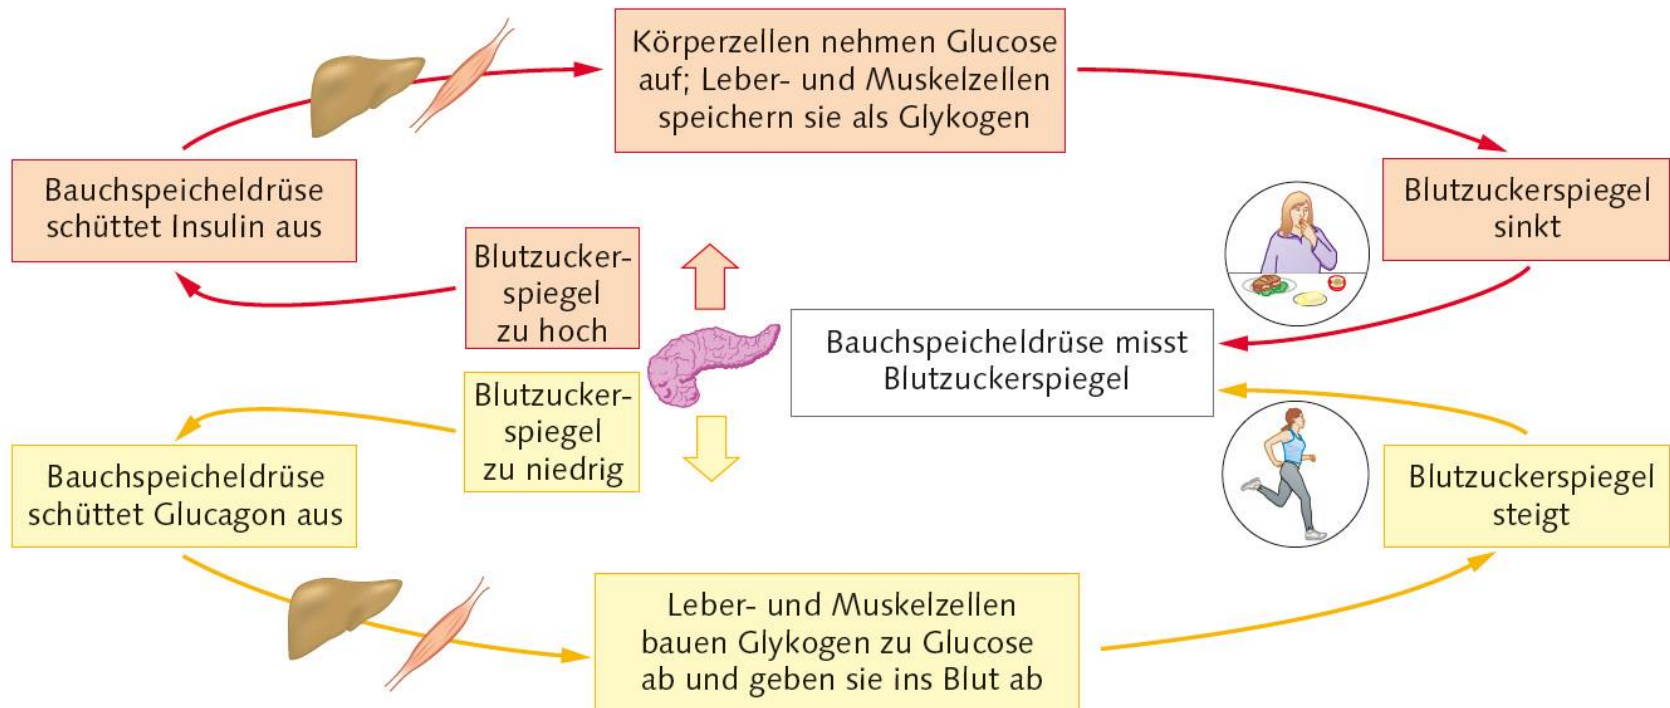 Körperzellen nehmen Glucose
auf; Leber- und Muskelzellen
speichern sie als Glykogen
Bauchspeicheldrüse
schüttet Insulin aus
Blutzuckerspiegel
sinkt
Blutzucker-
spiegel
zu hoch
Bauchspeicheldrüse misst
Blutzuckerspiegel
Blutzucker-
spiegel
zu niedrig
Bauchspeicheldrüse
schüttet Glucagon aus
Blutzuckerspiegel
steigt
Leber- und Muskelzellen
bauen Glykogen zu Glucose
ab und geben sie ins Blut ab